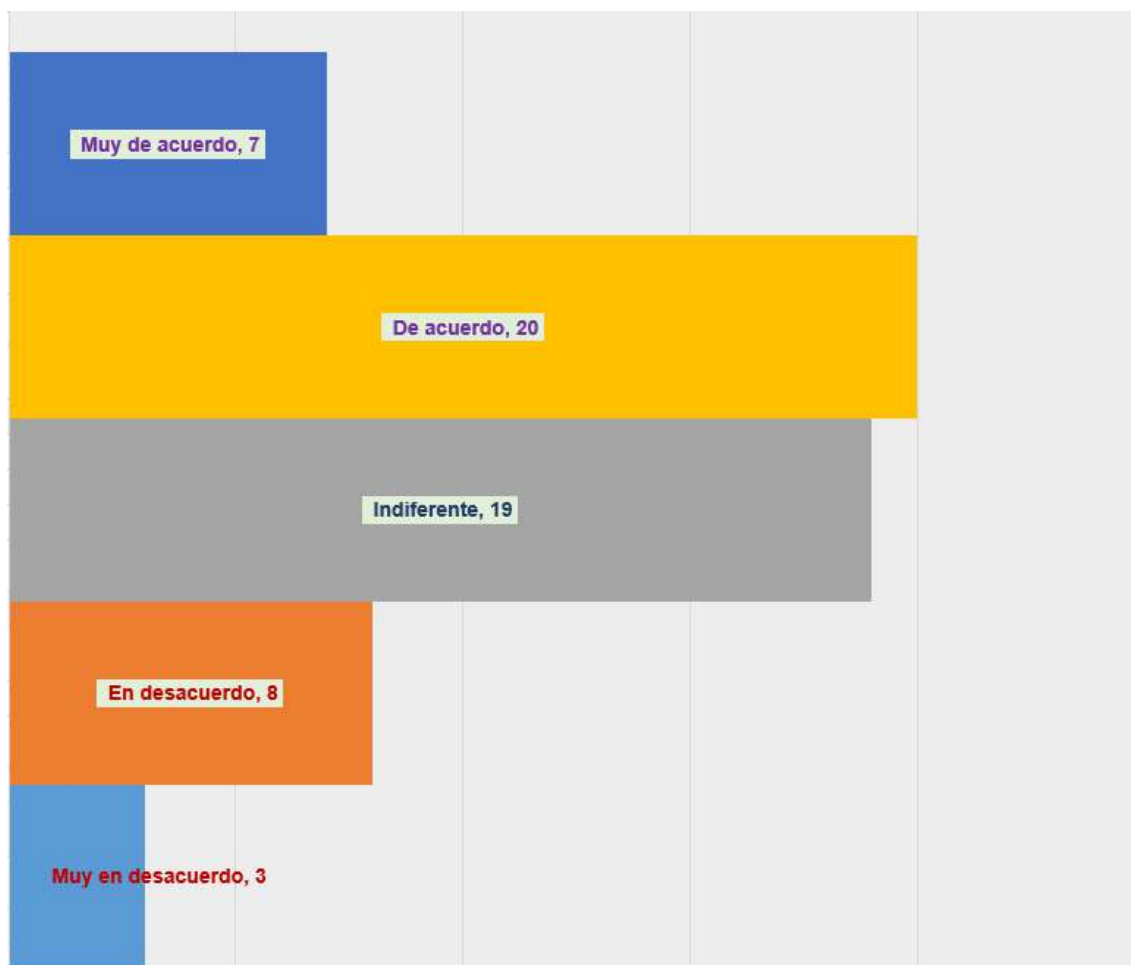 Muy de acuerdo, 7
De acuerdo, 20
Indiferente, 19
En desacuerdo, 8
Muy en desacuerdo, 3